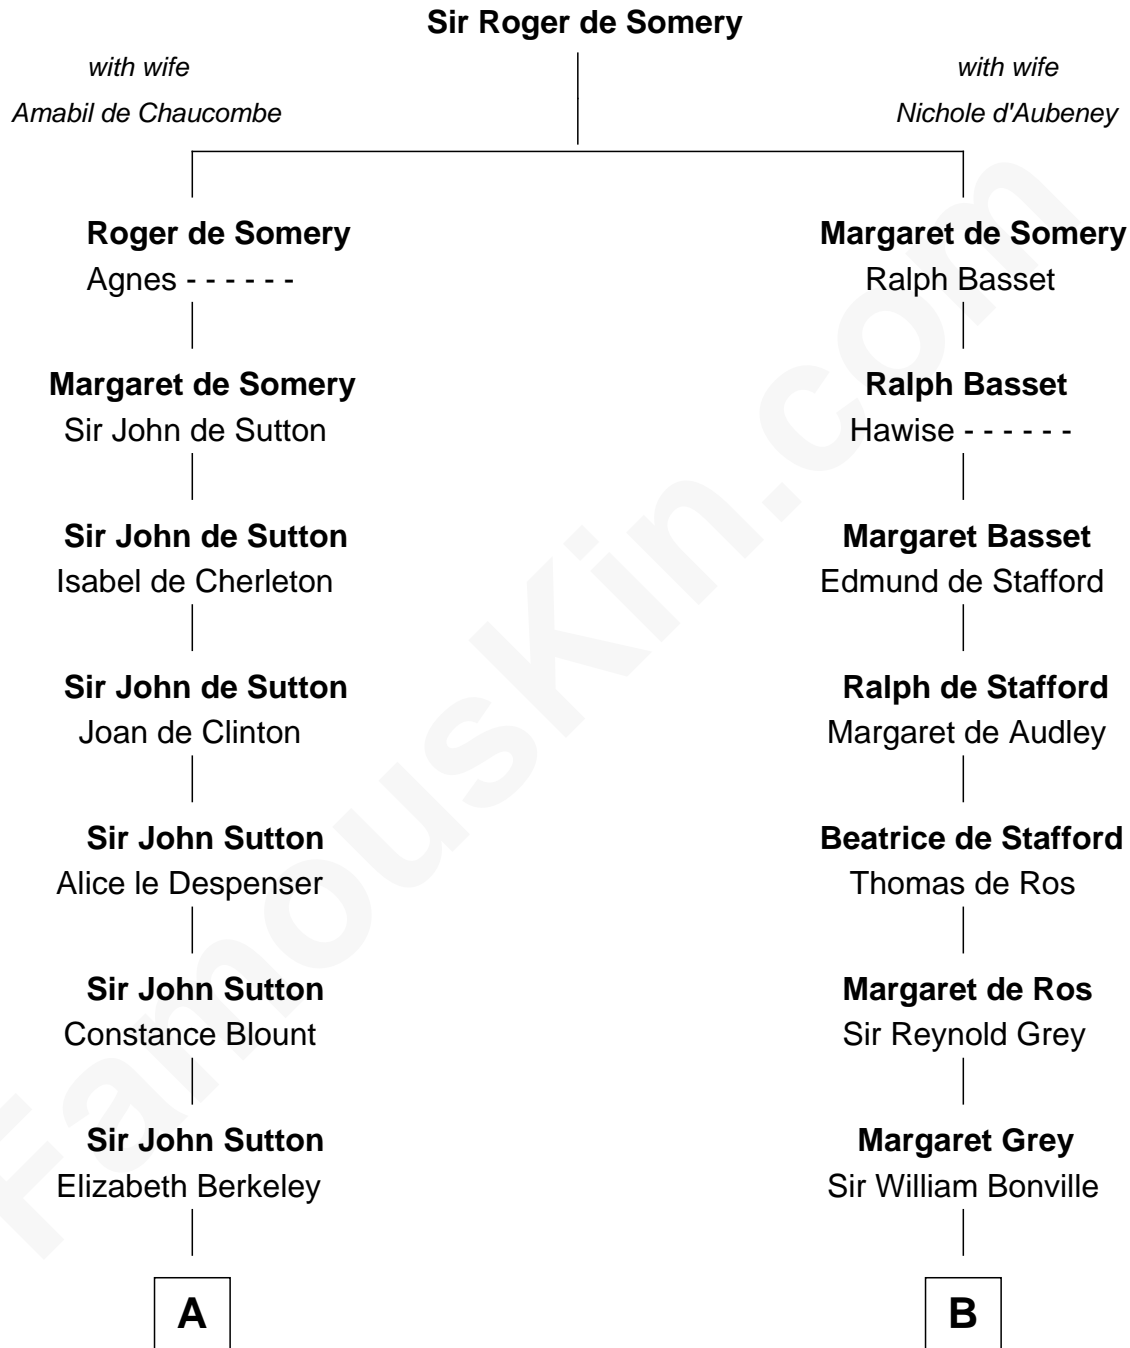 Sir Roger de Somery
with wife
Amabil de Chaucombe
with wife
Nichole d'Aubeney
Roger de Somery
Agnes - - - - - -
Margaret de Somery
Sir John de Sutton
Sir John de Sutton
Isabel de Cherleton
Sir John de Sutton
Joan de Clinton
Sir John Sutton
Alice le Despenser
Sir John Sutton
Constance Blount
Sir John Sutton
Elizabeth Berkeley
A
Margaret de Somery
Ralph Basset
Ralph Basset
Hawise - - - - - -
Margaret Basset
Edmund de Stafford
Ralph de Stafford
Margaret de Audley
Beatrice de Stafford
Thomas de Ros
Margaret de Ros
Sir Reynold Grey
Margaret Grey
Sir William Bonville
B
FamousKin.com